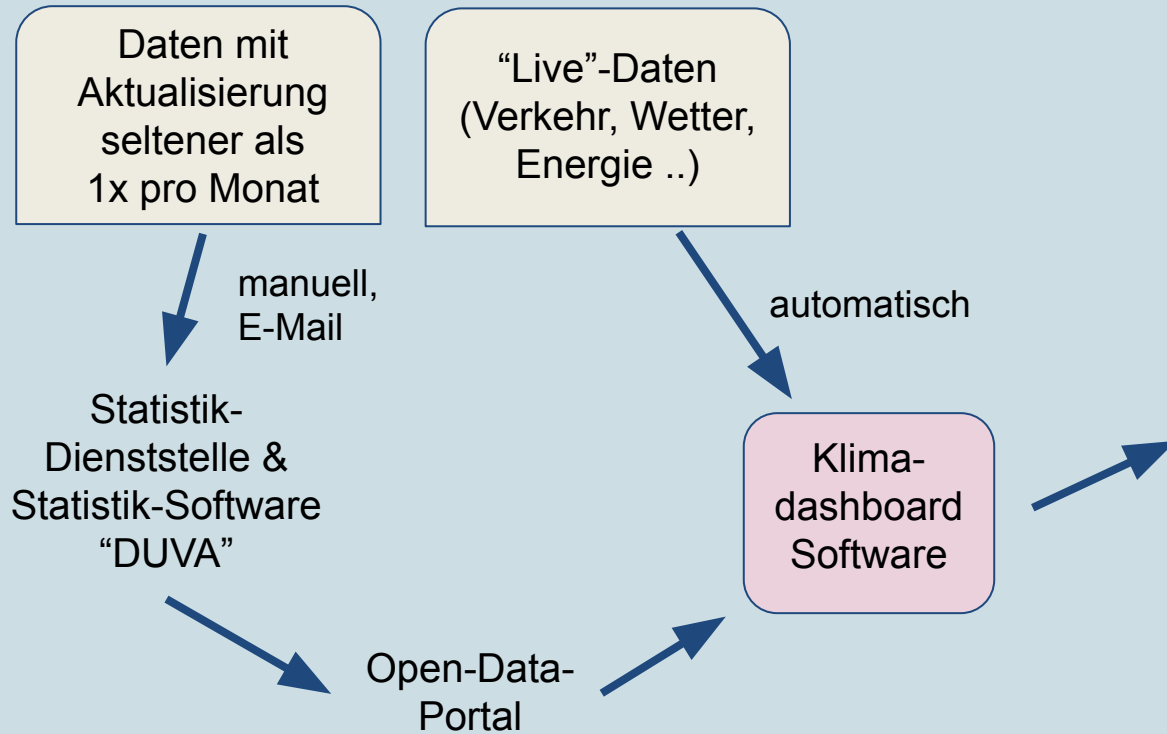 Daten mit
Aktualisierung
seltener als
1x pro Monat
“Live”-Daten
(Verkehr, Wetter,
Energie ..)
manuell,
E-Mail
automatisch
Statistik-
Dienststelle &
Statistik-Software
“DUVA”
Klima-
dashboard
Software
Open-Data-
Portal